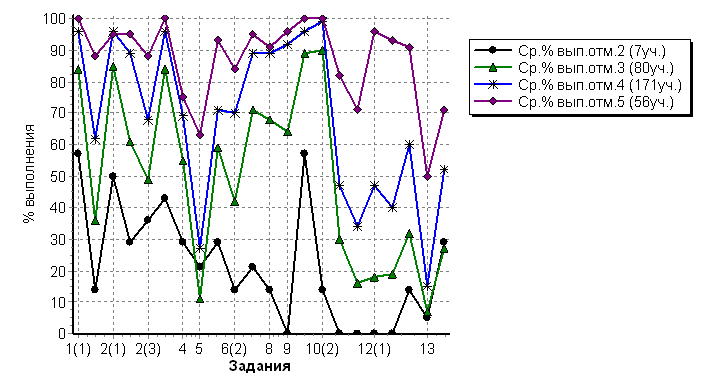 100
90
80
70
60
50
40
30
20
10
0
% выполнения
1(1) 2(1) 2(3) 4 5 6(2) 8 9 10(2) 12(1) 13
Задания
Ср.% вып.отм.2 (7уч.)
Ср.% вып.отм.3 (80уч.)
Ср.% вып.отм.4 (171уч.)
Ср.% вып.отм.5 (56уч.)